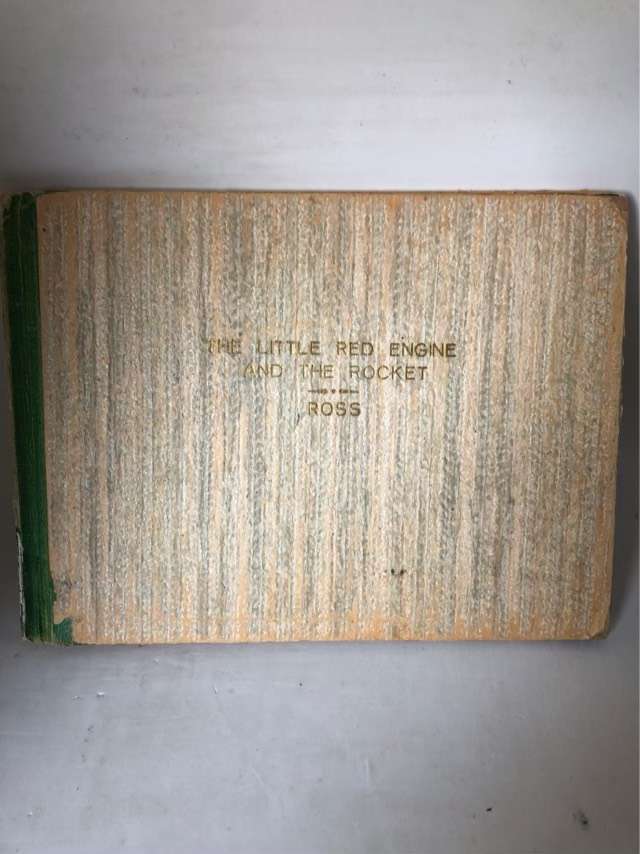 THE LITTLE RED ENGINE
AND THE ROCKET
ROSS